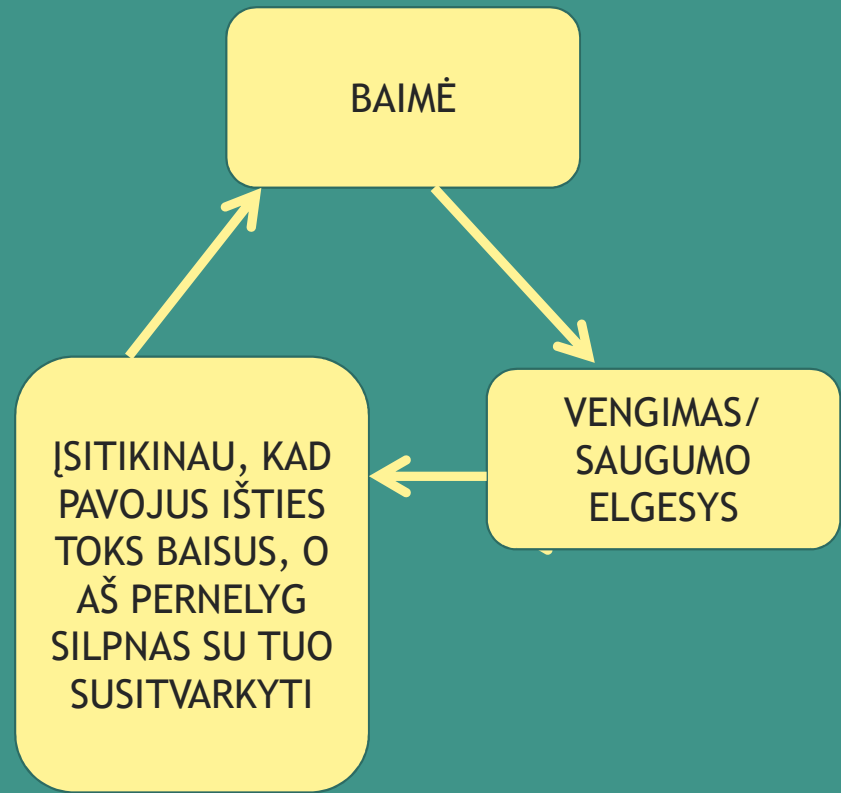 BAIMĖ
VENGIMAS/
SAUGUMO
ELGESYS
ĮSITIKINAU, KAD
PAVOJUS IŠTIES
TOKS BAISUS, O
AŠ PERNELYG
SILPNAS SU TUO
SUSITVARKYTI